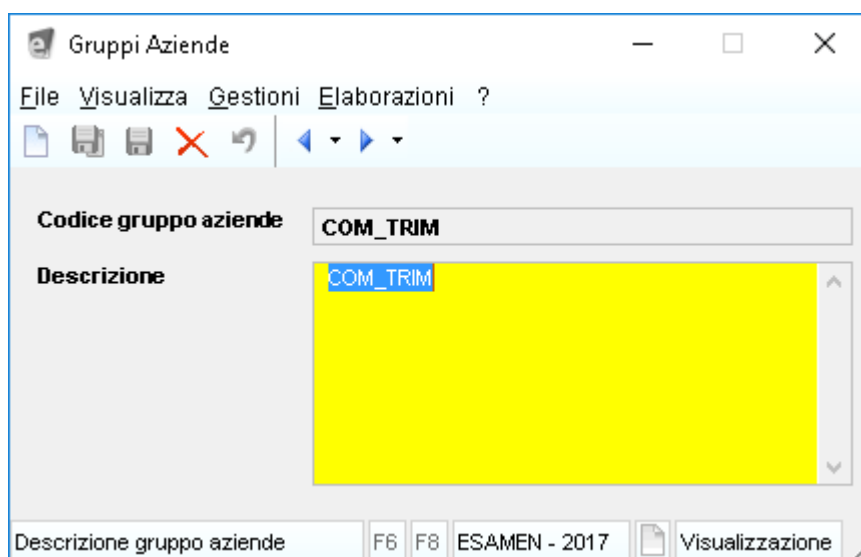 Gruppi Aziende
File Visualizza Gestioni Elaborazioni ?
Codice gruppo aziende COM_TRIM
Descrizione COM_TRIM
Descrizione gruppo aziende F6 F8 ESAMEN - 2017 Visualizzazione